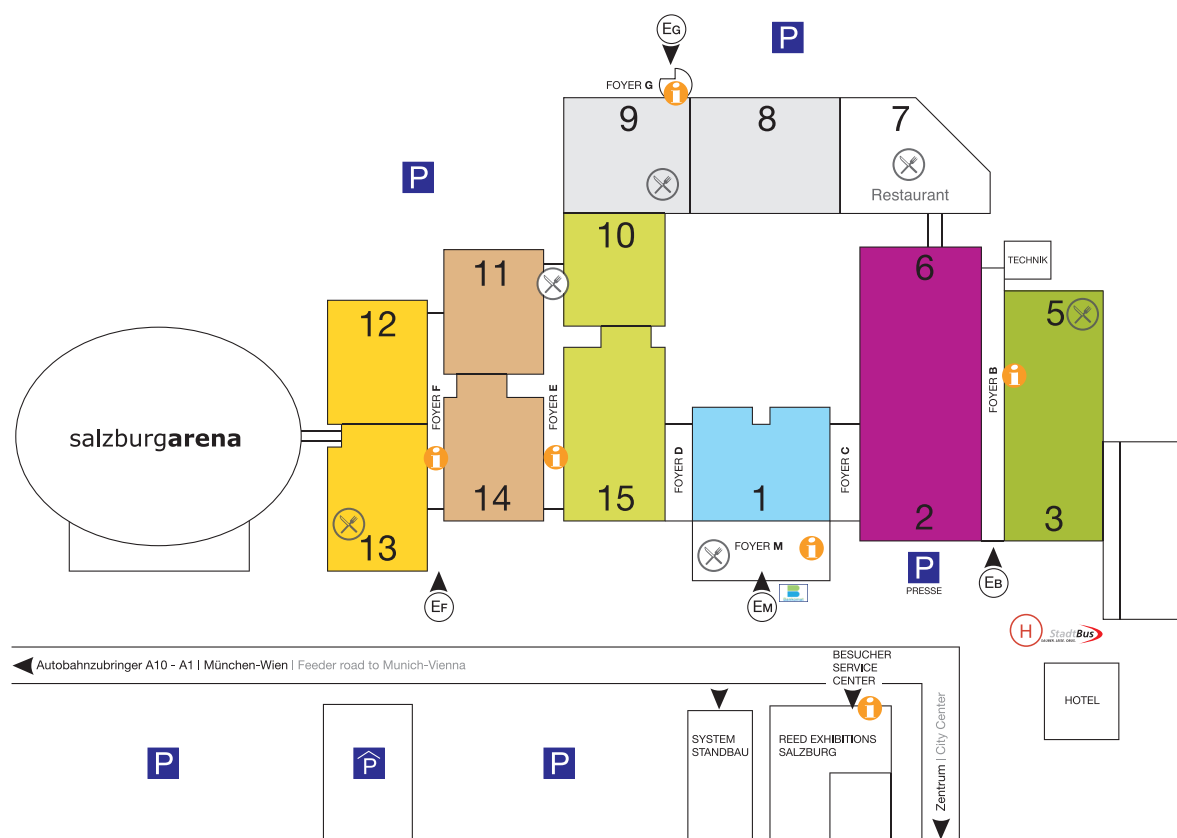 EG
P
FOYER G
9
8
7
Restaurant
P
10
6
TECHNIK
11
5
12
FOYER F
FOYER E
FOYER B
salzburgarena
FOYER D
FOYER C
13
14
15
1
2
3
FOYER M
P
PRESSE
EF
EM
EB
H
StadtBus
Autobahnzubringer A10 - A1 | München-Wien | Feeder road to Munich-Vienna
BESUCHER
SERVICE
CENTER
HOTEL
SYSTEM
STANDBAU
REED EXHIBITIONS
SALZBURG
Zentrum | City Center
P
P
P